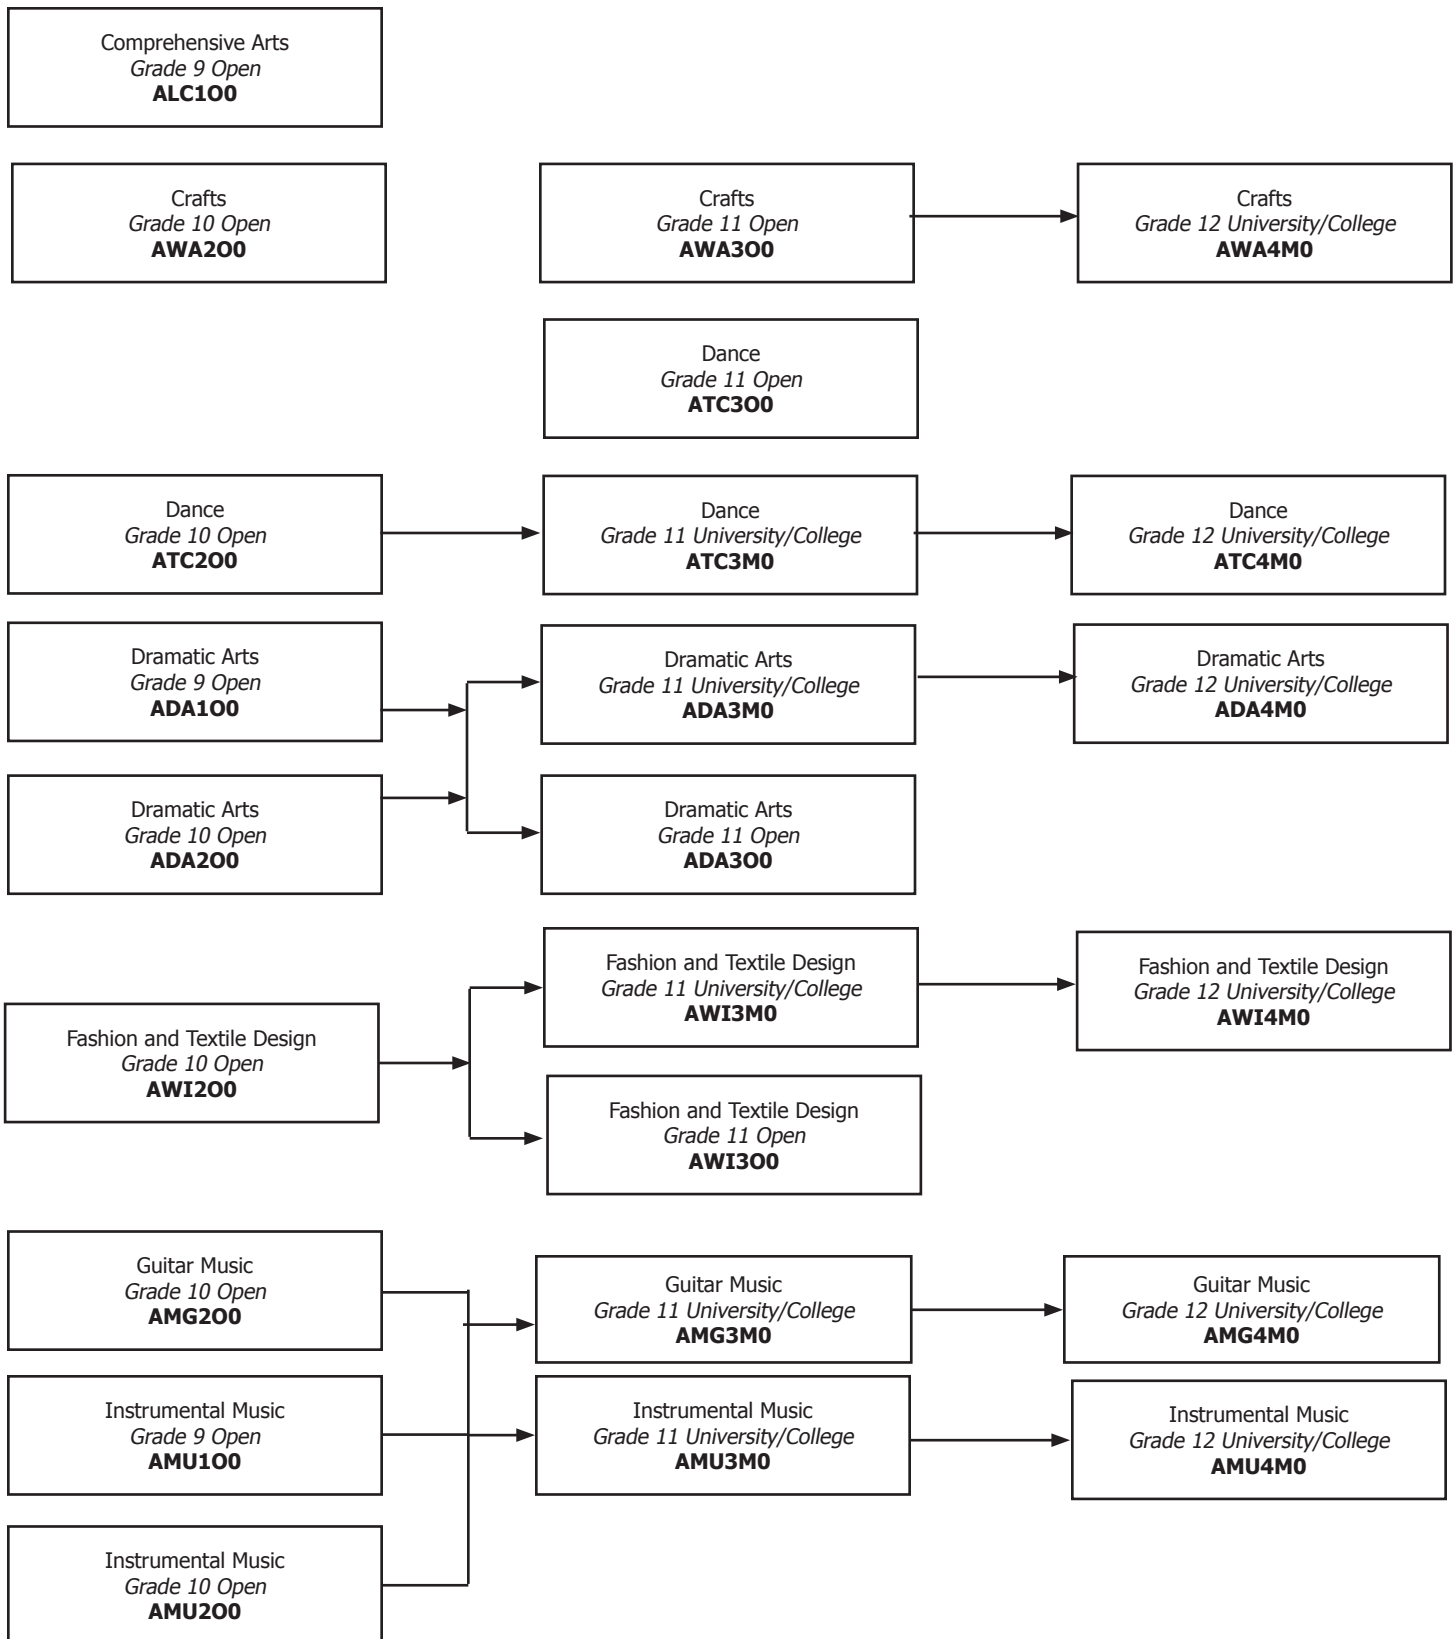 Comprehensive Arts
Grade 9 Open
ALC1O0
Crafts
Grade 10 Open
AWA2O0
Crafts
Grade 11 Open
AWA3O0
Crafts
Grade 12 University/College
AWA4M0
Dance
Grade 11 Open
ATC3O0
Dance
Grade 10 Open
ATC2O0
Dance
Grade 11 University/College
ATC3M0
Dance
Grade 12 University/College
ATC4M0
Dramatic Arts
Grade 9 Open
ADA1O0
Dramatic Arts
Grade 11 University/College
ADA3M0
Dramatic Arts
Grade 12 University/College
ADA4M0
Dramatic Arts
Grade 10 Open
ADA2O0
Dramatic Arts
Grade 11 Open
ADA3O0
Fashion and Textile Design
Grade 10 Open
AWI2O0
Fashion and Textile Design
Grade 11 University/College
AWI3M0
Fashion and Textile Design
Grade 12 University/College
AWI4M0
Fashion and Textile Design
Grade 11 Open
AWI3O0
Guitar Music
Grade 10 Open
AMG2O0
Guitar Music
Grade 11 University/College
AMG3M0
Guitar Music
Grade 12 University/College
AMG4M0
Instrumental Music
Grade 9 Open
AMU1O0
Instrumental Music
Grade 11 University/College
AMU3M0
Instrumental Music
Grade 12 University/College
AMU4M0
Instrumental Music
Grade 10 Open
AMU2O0